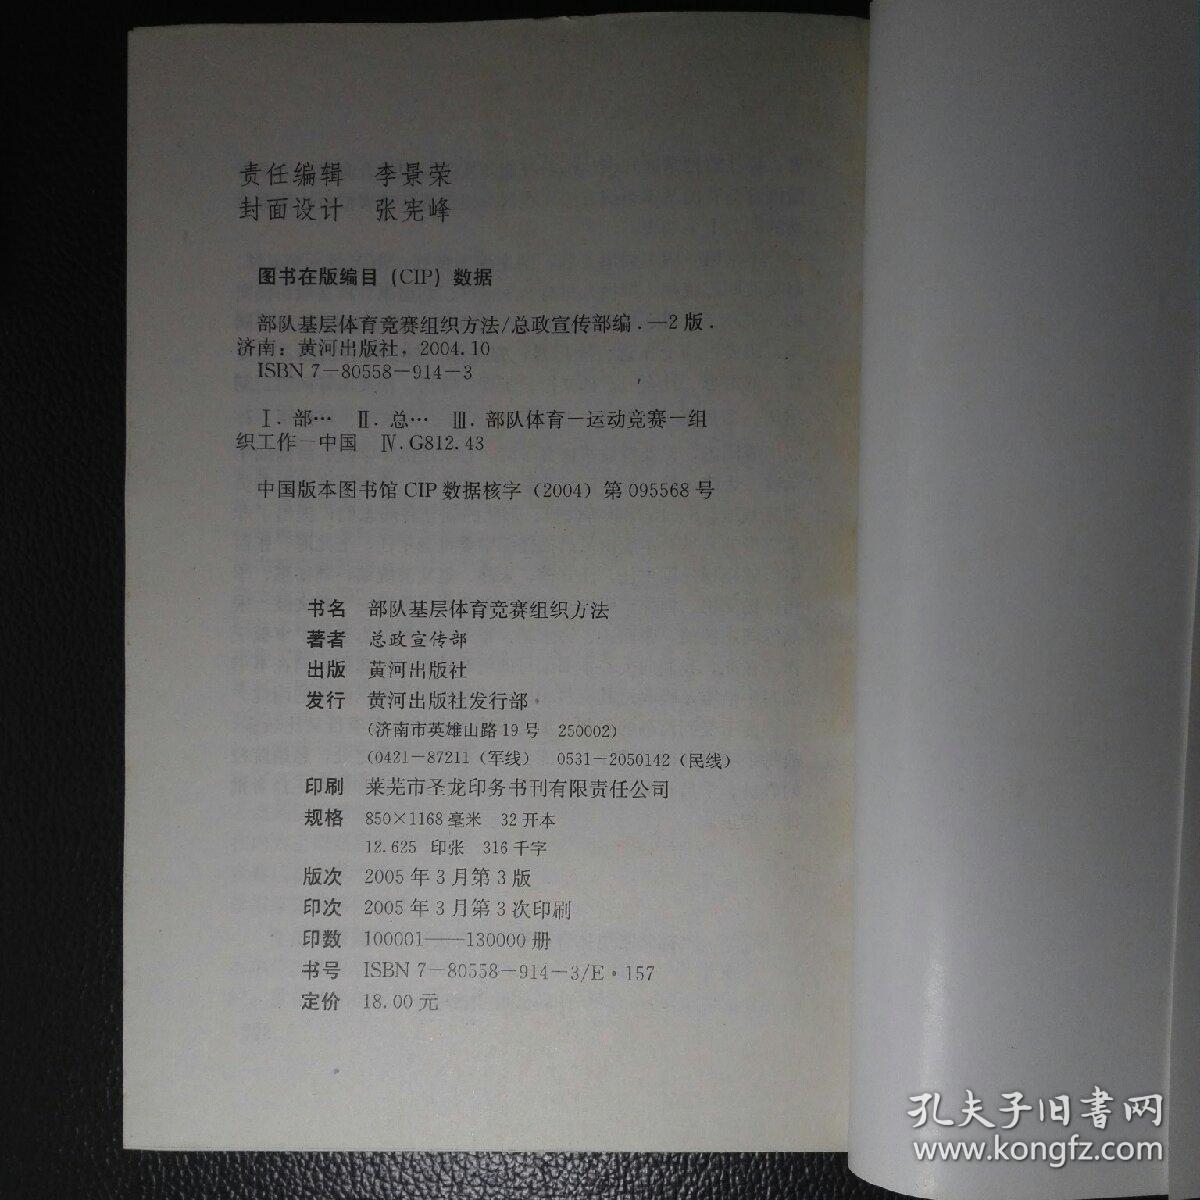 责任编辑 李景荣
封面设计 张宪峰
图书在版编目（CIP）数据
部队基层体育竞赛组织方法/总政宣传部编．—2版．
济南：黄河出版社，2004.10
ISBN 7－80558－914－3
Ⅰ.部… Ⅱ.总… Ⅲ.部队体育－运动竞赛－组
织工作－中国 Ⅳ.G812.43
中国版本图书馆CIP数据核字（2004）第095568号
书名 部队基层体育竞赛组织方法
著者 总政宣传部
出版 黄河出版社
发行 黄河出版社发行部
（济南市英雄山路19号 250002）
（0421－87211（军线） 0531－2050142（民线）
印刷 莱芜市圣龙印务书刊有限责任公司
规格 850×1168毫米 32开本
12.625 印张 316千字
版次 2005年3月第3版
印次 2005年3月第3次印刷
印数 100001——130000册
书号 ISBN 7－80558－914－3/E·157
定价 18.00元
孔夫子旧书网
www.kongfz.com